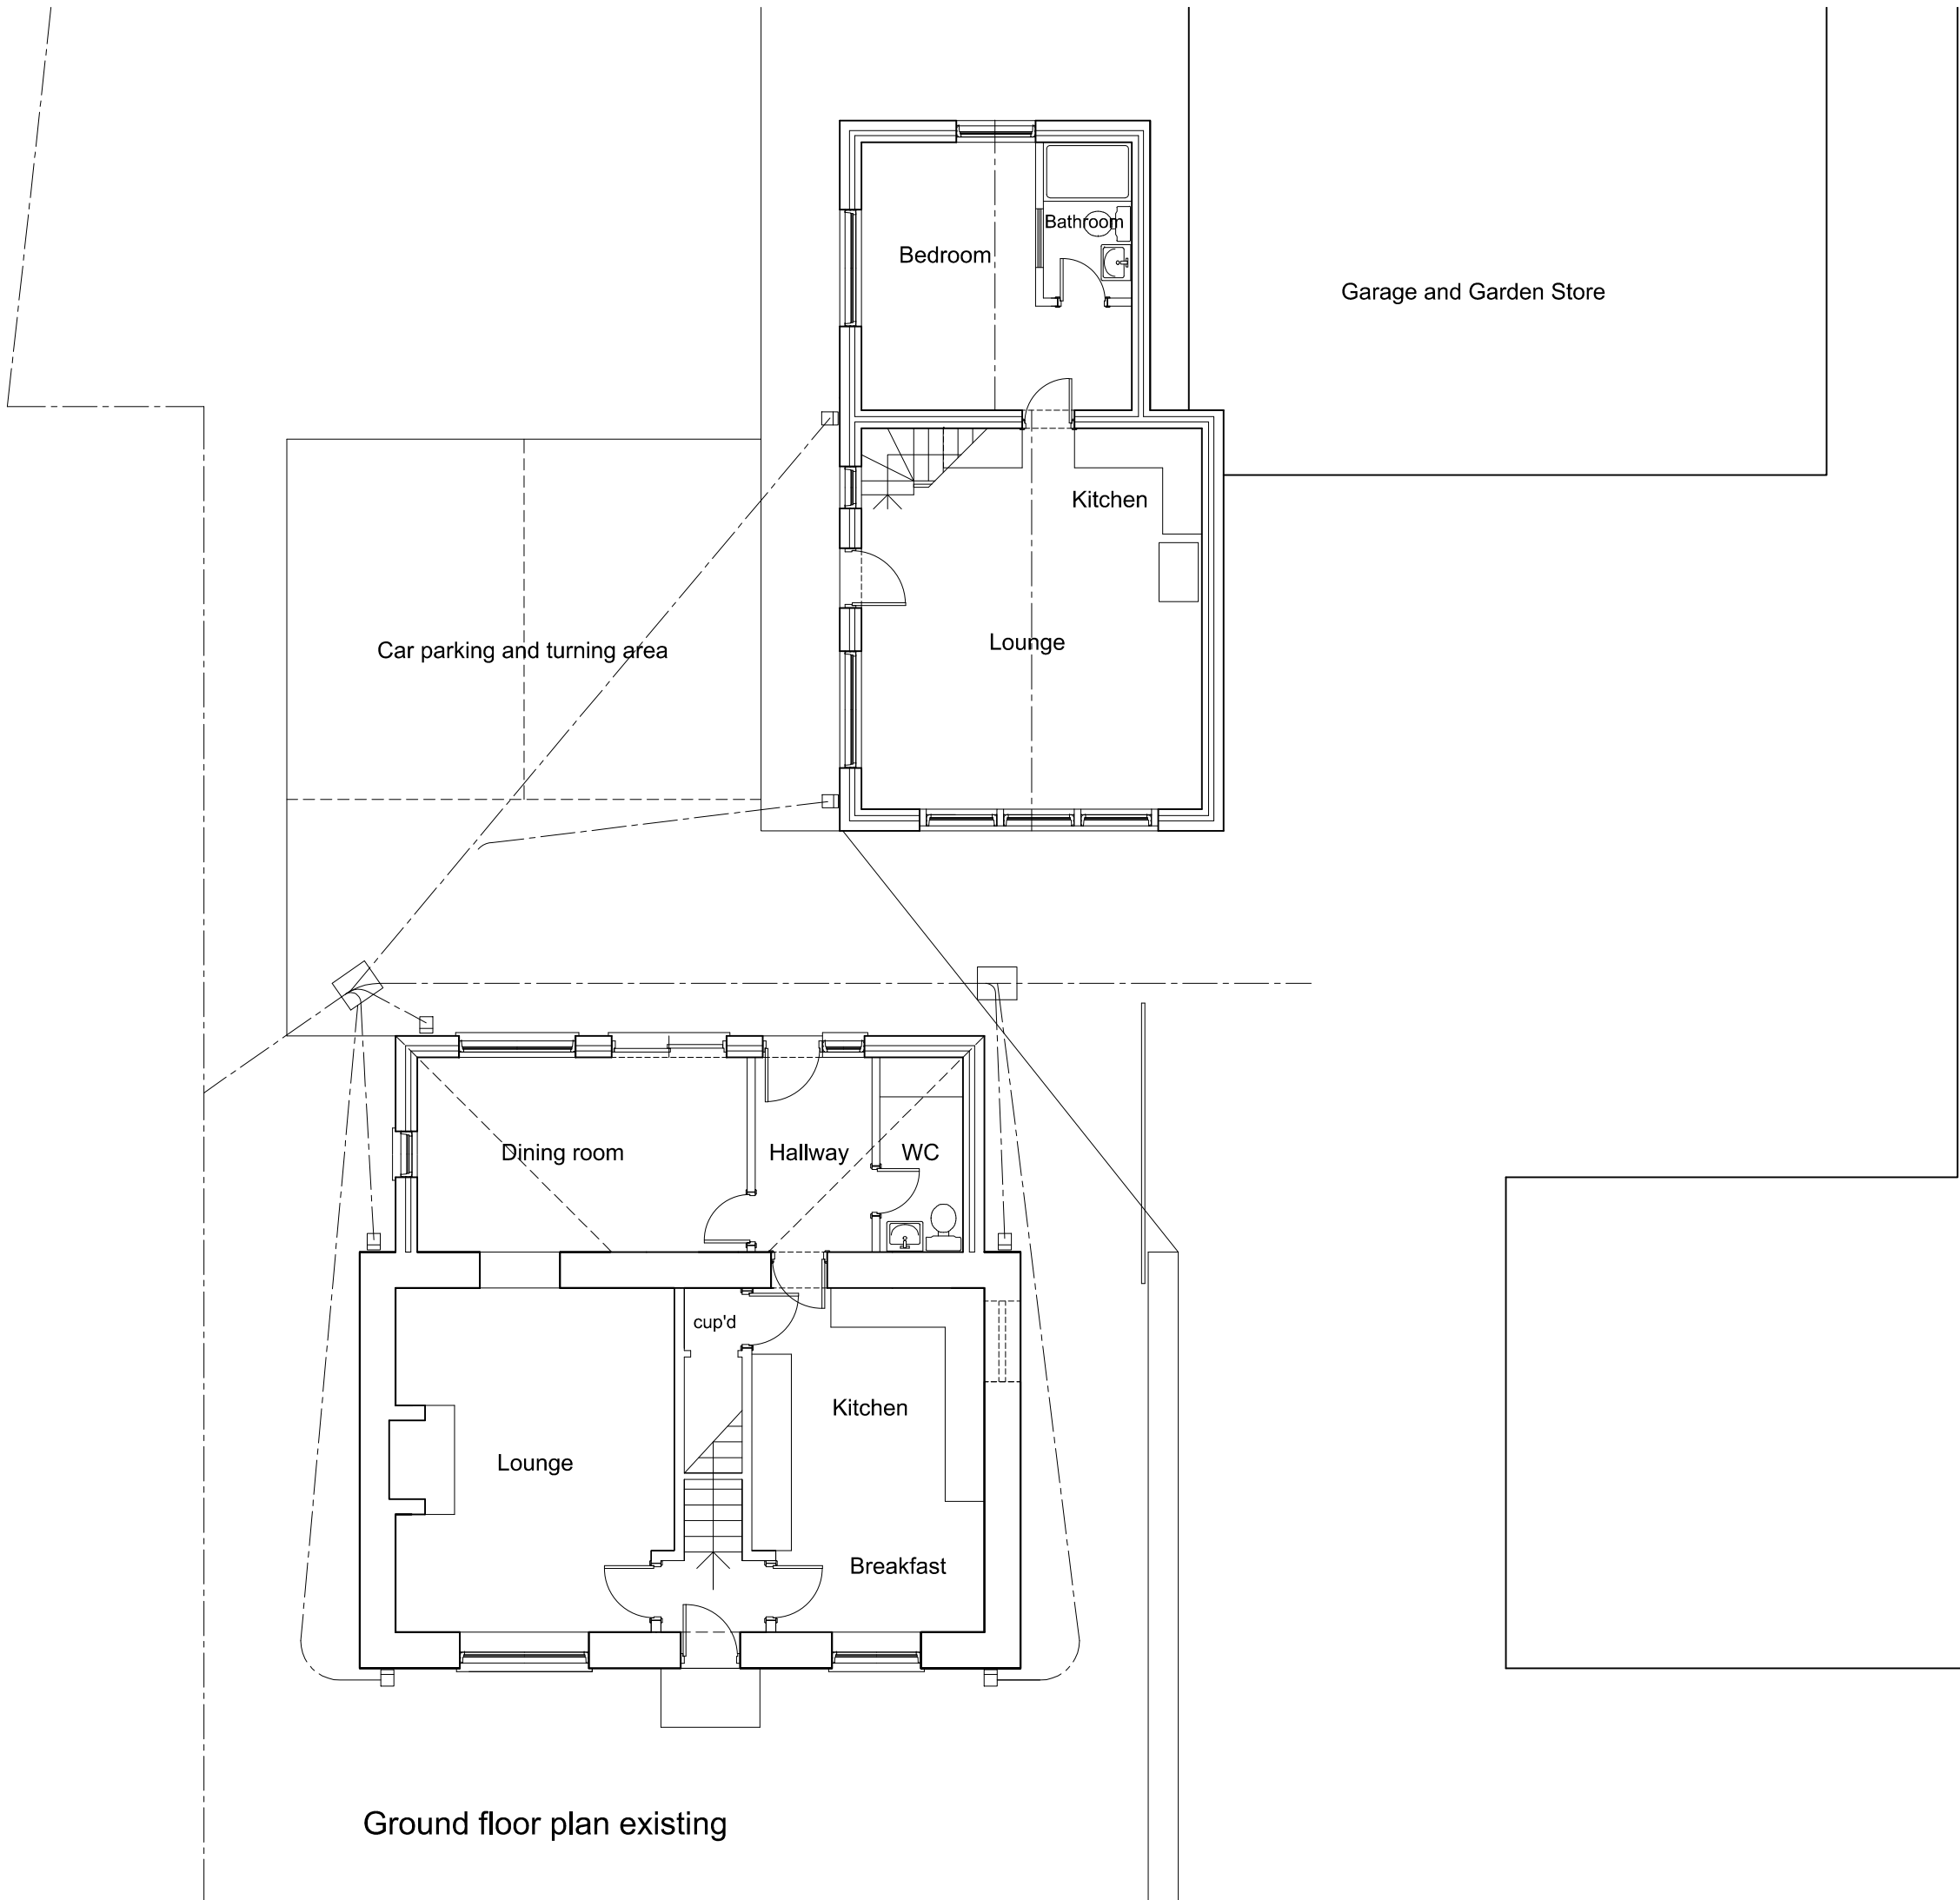 Bathroom
Bedroom
Garage and Garden Store
Kitchen
Lounge
Car parking and turning area
Dining room
Hallway
WC
cup'd
Kitchen
Lounge
Breakfast
Ground floor plan existing